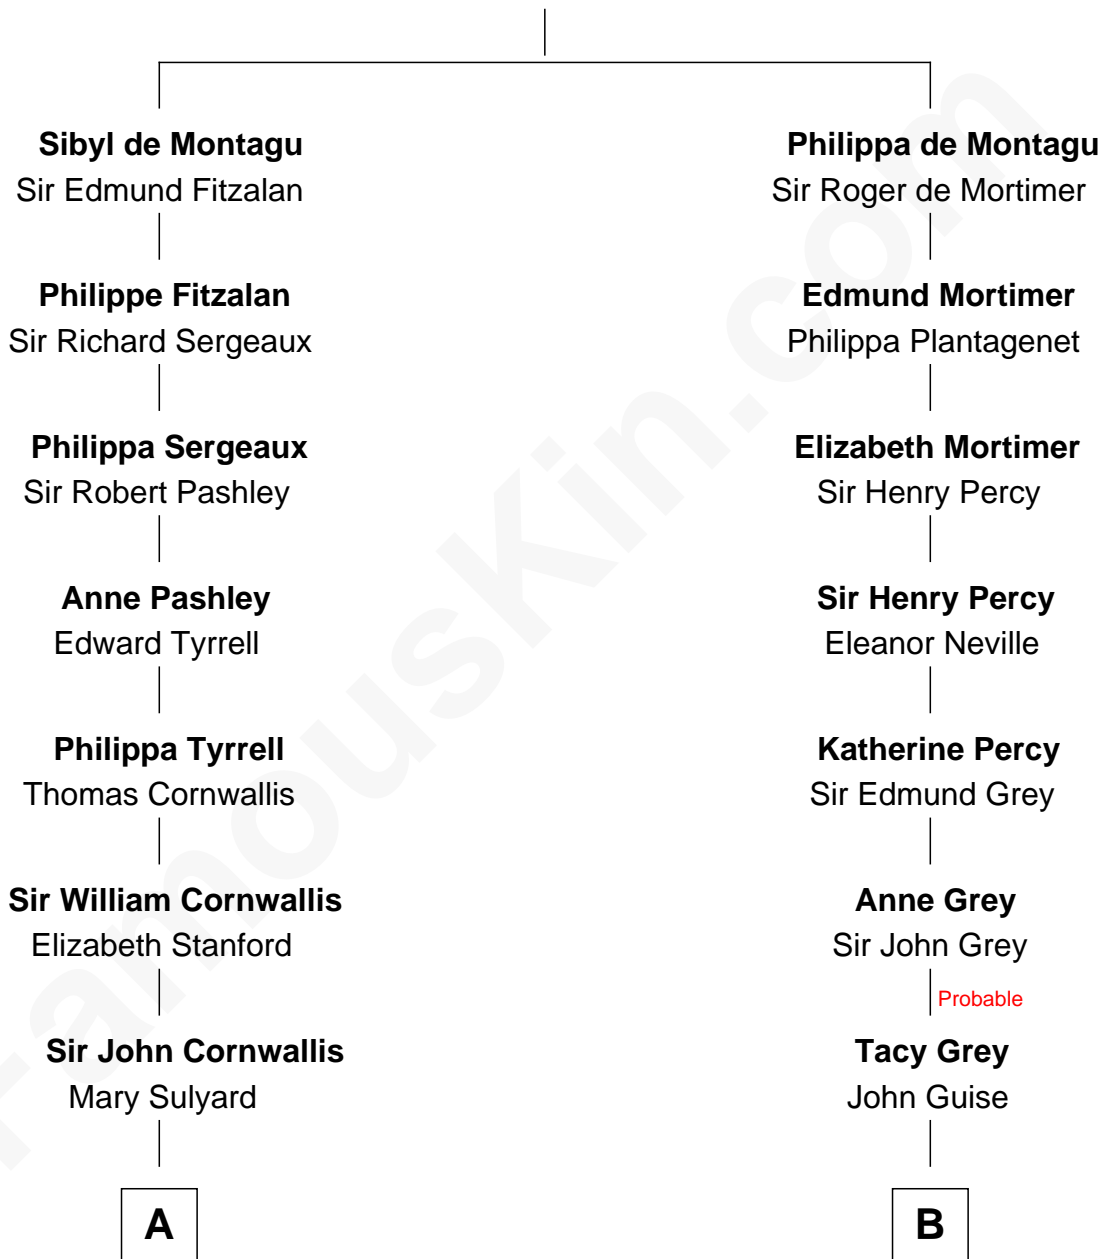 Sibyl de Montagu
Sir Edmund Fitzalan
Philippe Fitzalan
Sir Richard Sergeaux
Philippa Sergeaux
Sir Robert Pashley
Anne Pashley
Edward Tyrrell
Philippa Tyrrell
Thomas Cornwallis
Sir William Cornwallis
Elizabeth Stanford
Sir John Cornwallis
Mary Sulyard
A
Philippa de Montagu
Sir Roger de Mortimer
Edmund Mortimer
Philippa Plantagenet
Elizabeth Mortimer
Sir Henry Percy
Sir Henry Percy
Eleanor Neville
Katherine Percy
Sir Edmund Grey
Anne Grey
Sir John Grey
Probable
Tacy Grey
John Guise
B
FamousKin.com